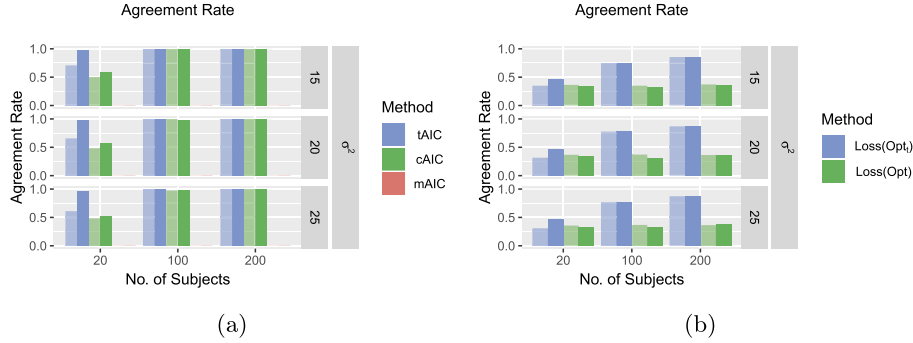 Agreement Rate
Agreement Rate
1.0
0.5
0.0
15
1.0
0.5
0.0
20
1.0
0.5
0.0
25
σ²
20
100
200
No. of Subjects
Method
tAIC
cAIC
mAIC
(a)
Agreement Rate
Agreement Rate
1.0
0.5
0.0
15
1.0
0.5
0.0
20
1.0
0.5
0.0
25
σ²
20
100
200
No. of Subjects
Method
Loss(Optₜ)
Loss(Opt)
(b)